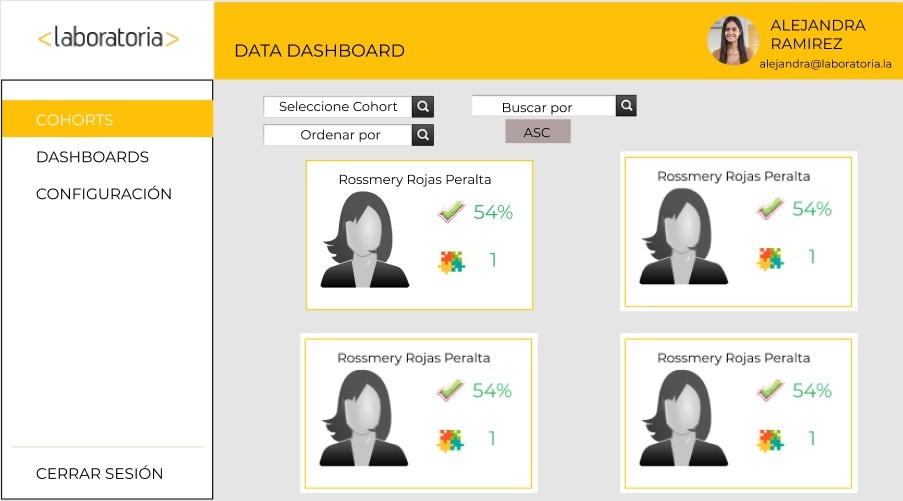 <laboratoria>
DATA DASHBOARD
ALEJANDRA
RAMIREZ
alejandra@laboratoria.la
COHORTS
DASHBOARDS
CONFIGURACIÓN
CERRAR SESIÓN
Seleccione Cohort
Buscar por
Ordenar por
ASC
Rossmery Rojas Peralta
54%
1
Rossmery Rojas Peralta
54%
1
Rossmery Rojas Peralta
54%
1
Rossmery Rojas Peralta
54%
1